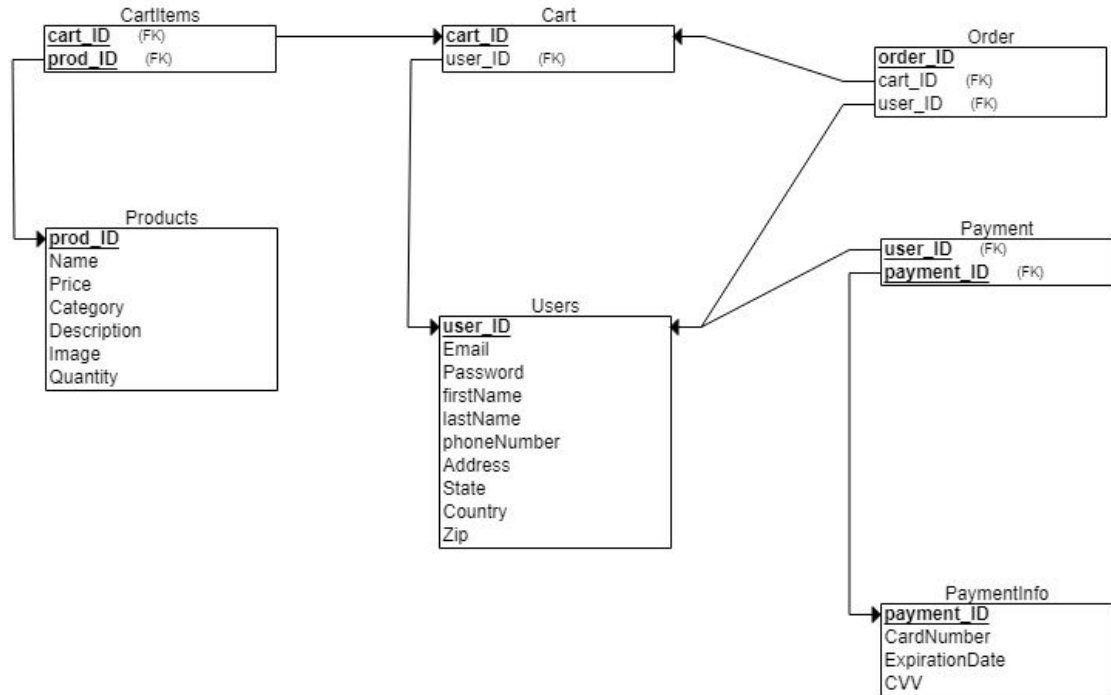 CartItems
cart_ID (FK)
prod_ID (FK)
Cart
cart_ID
user_ID (FK)
Order
order_ID
cart_ID (FK)
user_ID (FK)
Products
prod_ID
Name
Price
Category
Description
Image
Quantity
Users
user_ID
Email
Password
firstName
lastName
phoneNumber
Address
State
Country
Zip
Payment
user_ID (FK)
payment_ID (FK)
PaymentInfo
payment_ID
CardNumber
ExpirationDate
CVV